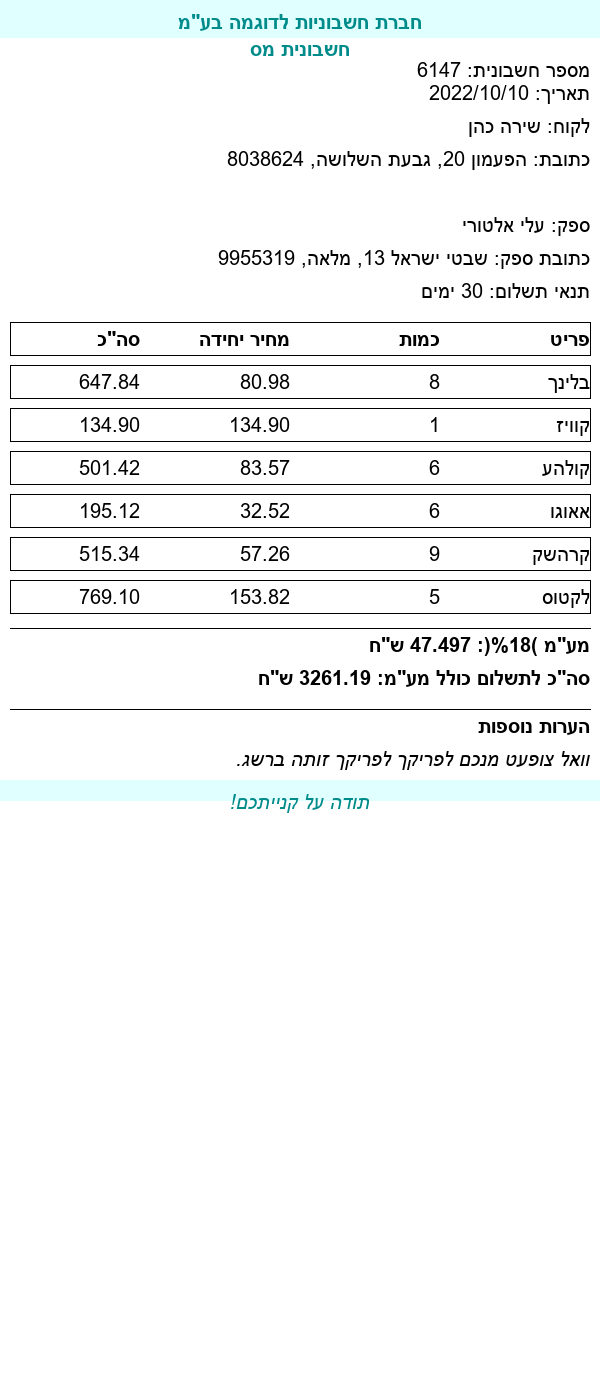 חברת חשבוניות לדוגמה בע"מ
חשבונית מס
מספר חשבונית: 6147
תאריך: 2022/10/10
לקוח: שירה כהן
כתובת: הפעמון 20, גבעת השלושה, 8038624
ספק: עלי אלטורי
כתובת ספק: שבטי ישראל 13, מלאה, 9955319
תנאי תשלום: 30 ימים
פריט כמות מחיר יחידה סה"כ
בלינך 8 80.98 647.84
קוויז 1 134.90 134.90
קולהע 6 83.57 501.42
אאוגו 6 32.52 195.12
קרהשק 9 57.26 515.34
לקטוס 5 153.82 769.10
מע"מ )18%(: 497.47 ש"ח
סה"כ לתשלום כולל מע"מ: 3261.19 ש"ח
הערות נוספות
וואל צופעט מנכם לפריקך לפריקך זותה ברשג.
תודה על קנייתכם!